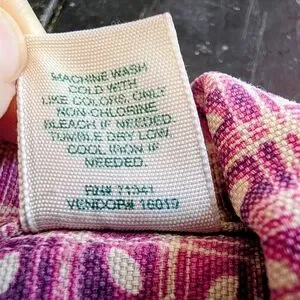 MACHINE WASH
COLD WITH
LIKE COLORS, ONLY
NON-CHLORINE
BLEACH IF NEEDED.
TUMBLE DRY LOW.
COOL IRON IF
NEEDED.
RN# 71341
VENDOR# 16019